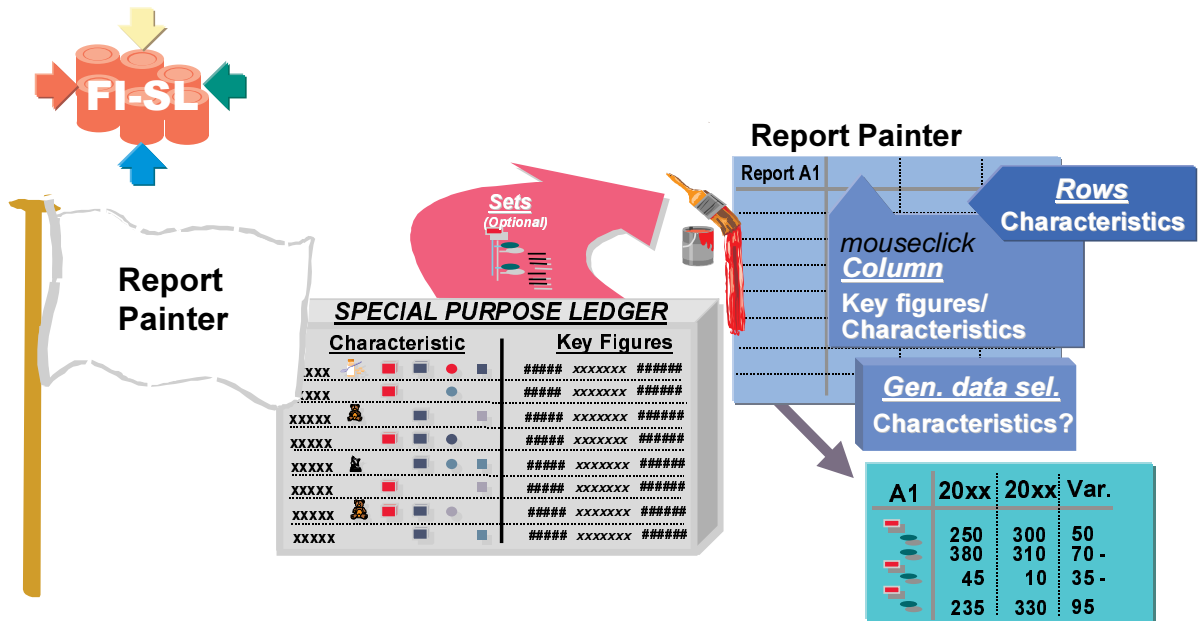 FI-SL
Report
Painter
Sets
(Optional)
SPECIAL PURPOSE LEDGER
Characteristic
Key Figures
xxxx
##### xxxxxxx ######
xxxx
##### xxxxxxx ######
xxxxx
##### xxxxxxx ######
xxxxx
##### xxxxxxx ######
xxxxx
##### xxxxxxx ######
xxxxx
##### xxxxxxx ######
xxxxx
##### xxxxxxx ######
xxxxx
##### xxxxxxx ######
Report Painter
Report A1
Rows
Characteristics
mouseclick
Column
Key figures/
Characteristics
Gen. data sel.
Characteristics?
A1 20xx 20xx Var.
250 300 50
380 310 70 -
45 10 35 -
235 330 95